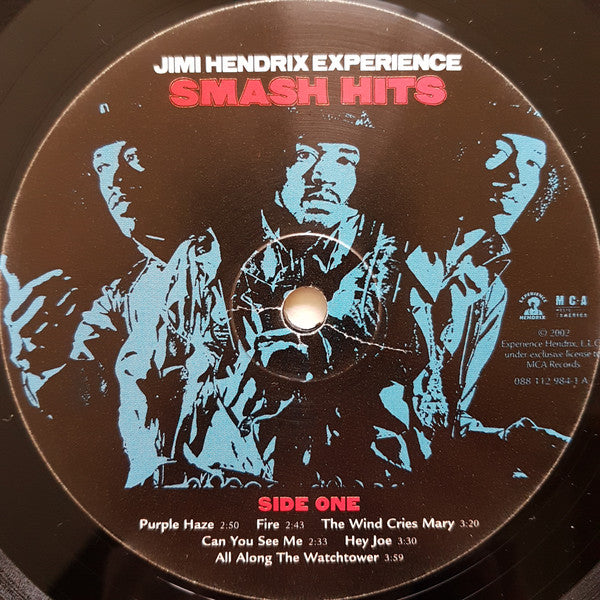 JIMI HENDRIX EXPERIENCE
SMASH HITS
EXPERIENCE
HENDRIX
MCA
© 2002
Experience Hendrix, L.L.C.
under exclusive license to
MCA Records
088 112 984-1 A
SIDE ONE
Purple Haze 2:50 Fire 2:43 The Wind Cries Mary 3:20
Can You See Me 2:33 Hey Joe 3:30
All Along The Watchtower 3:59